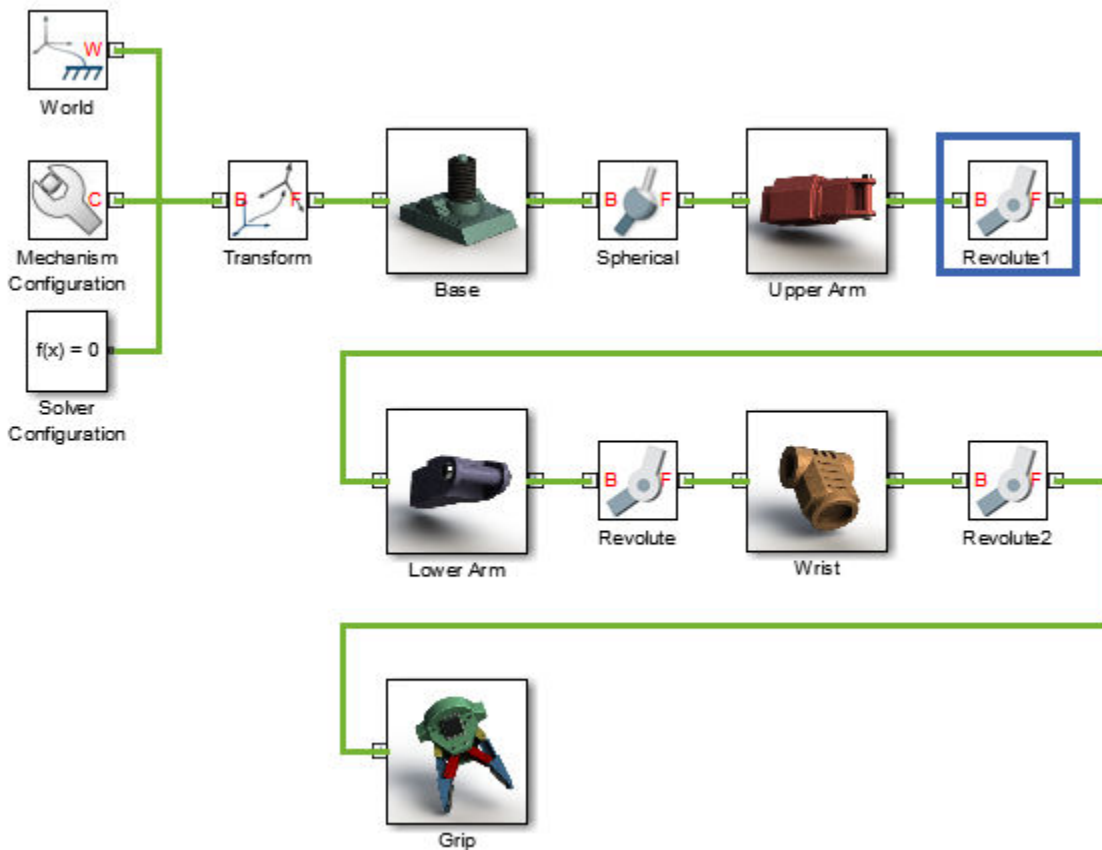 W
World
C
Mechanism
Configuration
f(x) = 0
Solver
Configuration
B F
Transform
Base
B F
Spherical
Upper Arm
B F
Revolute1
Lower Arm
B F
Revolute
Wrist
B F
Revolute2
Grip